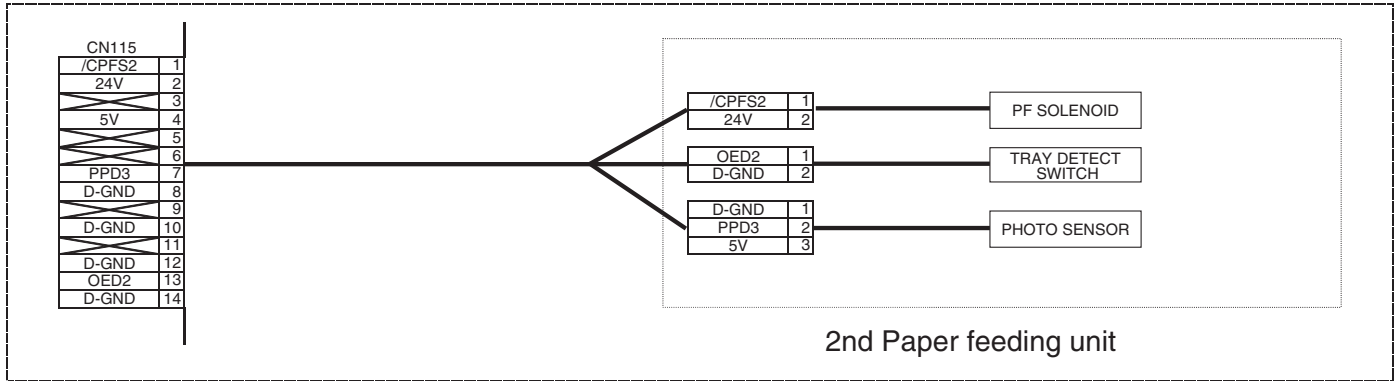 CN115
/CPFS2 1
24V 2
3
5V 4
5
6
PPD3 7
D-GND 8
9
D-GND 10
11
D-GND 12
OED2 13
D-GND 14
/CPFS2 1
24V 2
PF SOLENOID
OED2 1
D-GND 2
TRAY DETECT
SWITCH
D-GND 1
PPD3 2
5V 3
PHOTO SENSOR
2nd Paper feeding unit